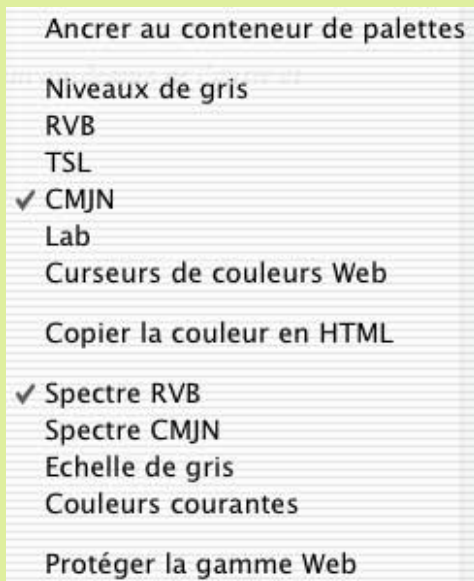 Ancrer au conteneur de palettes
Niveaux de gris
RVB
TSL
✓ CMJN
Lab
Curseurs de couleurs Web
Copier la couleur en HTML
✓ Spectre RVB
Spectre CMJN
Echelle de gris
Couleurs courantes
Protéger la gamme Web